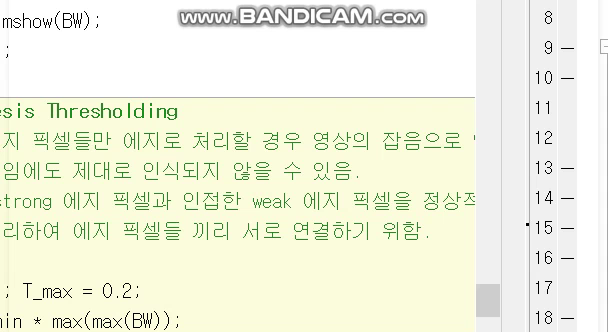 www.BANDICAM.com
mshow(BW);
;
esis Thresholding
지 픽셀들만 에지로 처리할 경우 영상의 잡음으로
임에도 제대로 인식되지 않을 수 있음.
strong 에지 픽셀과 인접한 weak 에지 픽셀을 정상적
리하여 에지 픽셀들 끼리 서로 연결하기 위함.
; T_max = 0.2;
min * max(max(BW));
8
9
10
11
12
13
14
15
16
17
18